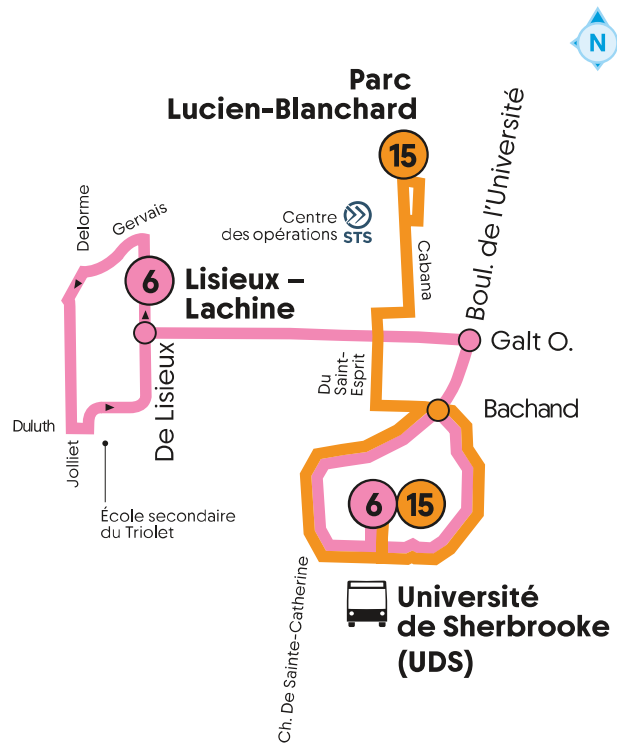 N
Parc
Lucien-Blanchard
15
Boul. de l'Université
Delorme
Gervais
Centre
des opérations
STS
Cabana
6
Lisieux –
Lachine
Galt O.
Du
Saint-
Esprit
De Lisieux
Bachand
Duluth
Jolliet
École secondaire
du Triolet
6
15
Ch. De Sainte-Catherine
Université
de Sherbrooke
(UDS)